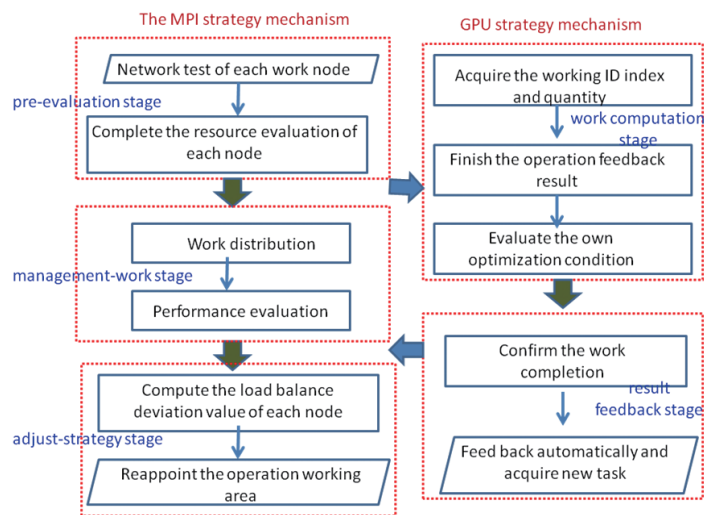 The MPI strategy mechanism
Network test of each work node
pre-evaluation stage
Complete the resource evaluation of
each node
Work distribution
management-work stage
Performance evaluation
Compute the load balance
deviation value of each node
adjust-strategy stage
Reappoint the operation working
area
GPU strategy mechanism
Acquire the working ID index
and quantity
work computation
stage
Finish the operation feedback
result
Evaluate the own
optimization condition
Confirm the work
completion
result
feedback stage
Feed back automatically and
acquire new task